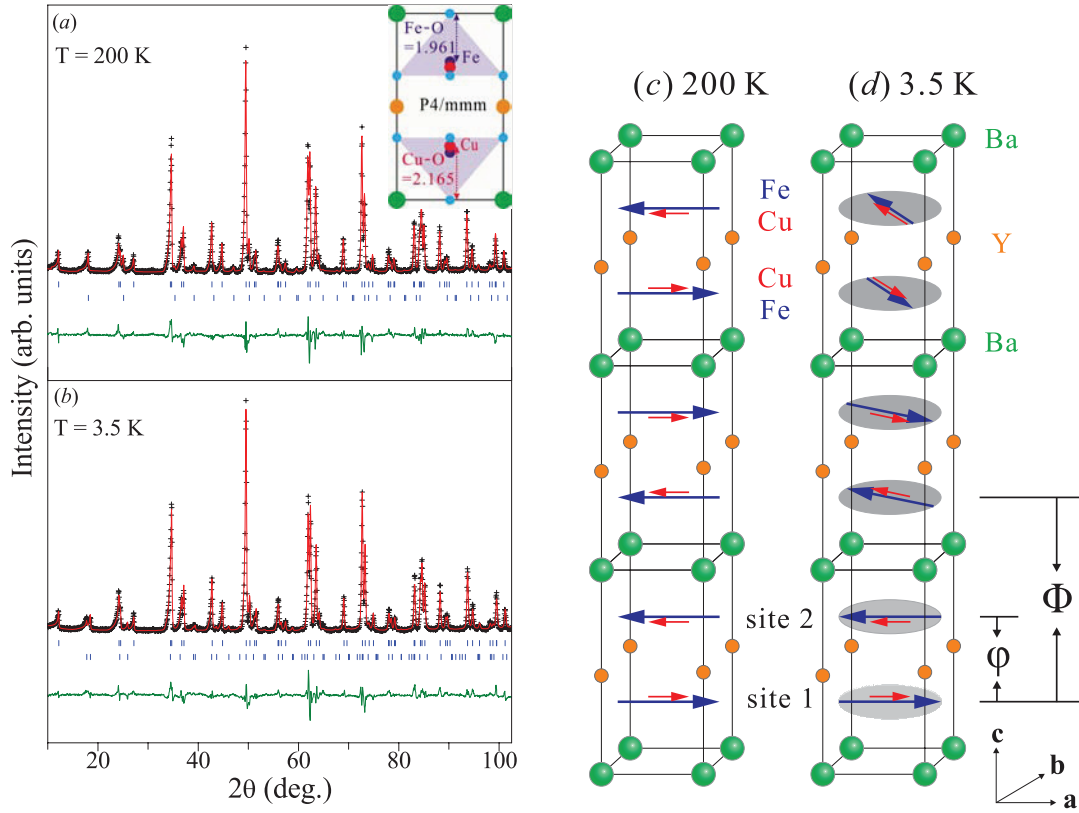 (a)
T = 200 K
Fe-O
=1.961
Fe
P4/mmm
Cu
Cu-O
=2.165
Intensity (arb. units)
(b)
T = 3.5 K
20
40
60
80
100
2θ (deg.)
(c) 200 K
(d) 3.5 K
Ba
Fe
Cu
Y
Cu
Fe
Ba
site 2
site 1
Φ
φ
c
b
a